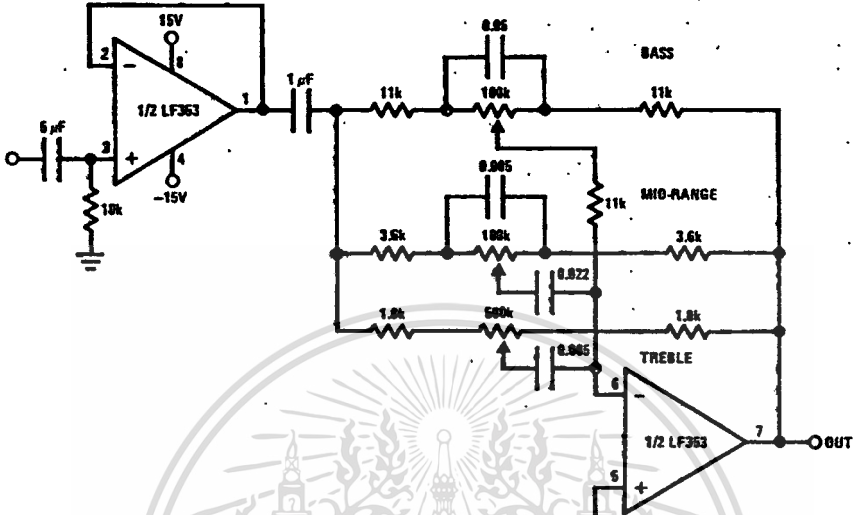 15V
2
8
−
1/2 LF353
1
1 μF
5 μF
3
+
4
−15V
10k
0.05
BASS
11k
100k
11k
0.005
11k
MID-RANGE
3.6k
100k
3.6k
0.022
1.8k
500k
1.8k
0.005
TREBLE
6
−
1/2 LF353
7
OUT
5
+